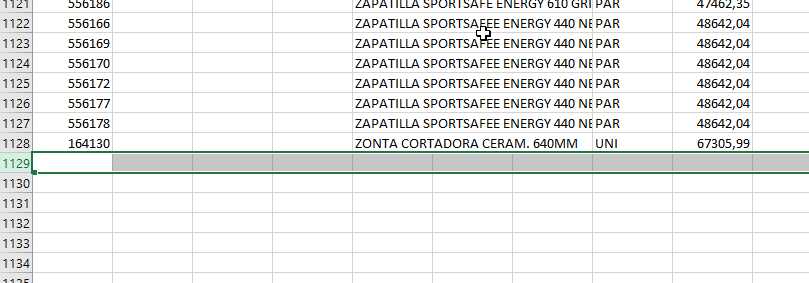 1121 556186 ZAPATILLA SPORTSAFE ENERGY 610 GRI PAR 47462,35
1122 556166 ZAPATILLA SPORTSAFEE ENERGY 440 NE PAR 48642,04
1123 556169 ZAPATILLA SPORTSAFEE ENERGY 440 NE PAR 48642,04
1124 556170 ZAPATILLA SPORTSAFEE ENERGY 440 NE PAR 48642,04
1125 556172 ZAPATILLA SPORTSAFEE ENERGY 440 NE PAR 48642,04
1126 556177 ZAPATILLA SPORTSAFEE ENERGY 440 NE PAR 48642,04
1127 556178 ZAPATILLA SPORTSAFEE ENERGY 440 NE PAR 48642,04
1128 164130 ZONTA CORTADORA CERAM. 640MM UNI 67305,99
1129
1130
1131
1132
1133
1134
1135